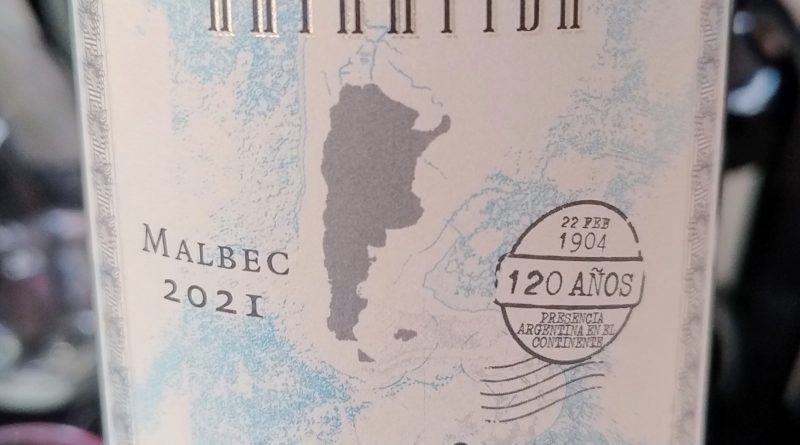 MALBEC
2021
22 FEB
1904
120 AÑOS
PRESENCIA
ARGENTINA EN EL
CONTINENTE